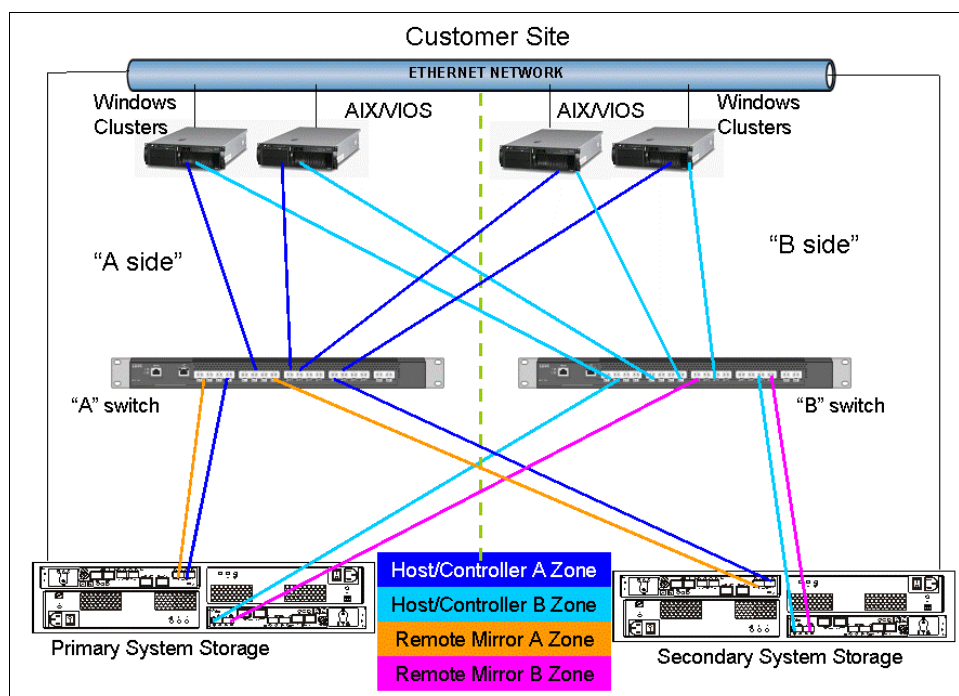 Customer Site
ETHERNET NETWORK
Windows
Clusters
AIX/VIOS
AIX/VIOS
Windows
Clusters
“A side”
“B side”
“A” switch
“B” switch
Host/Controller A Zone
Host/Controller B Zone
Remote Mirror A Zone
Remote Mirror B Zone
Primary System Storage
Secondary System Storage